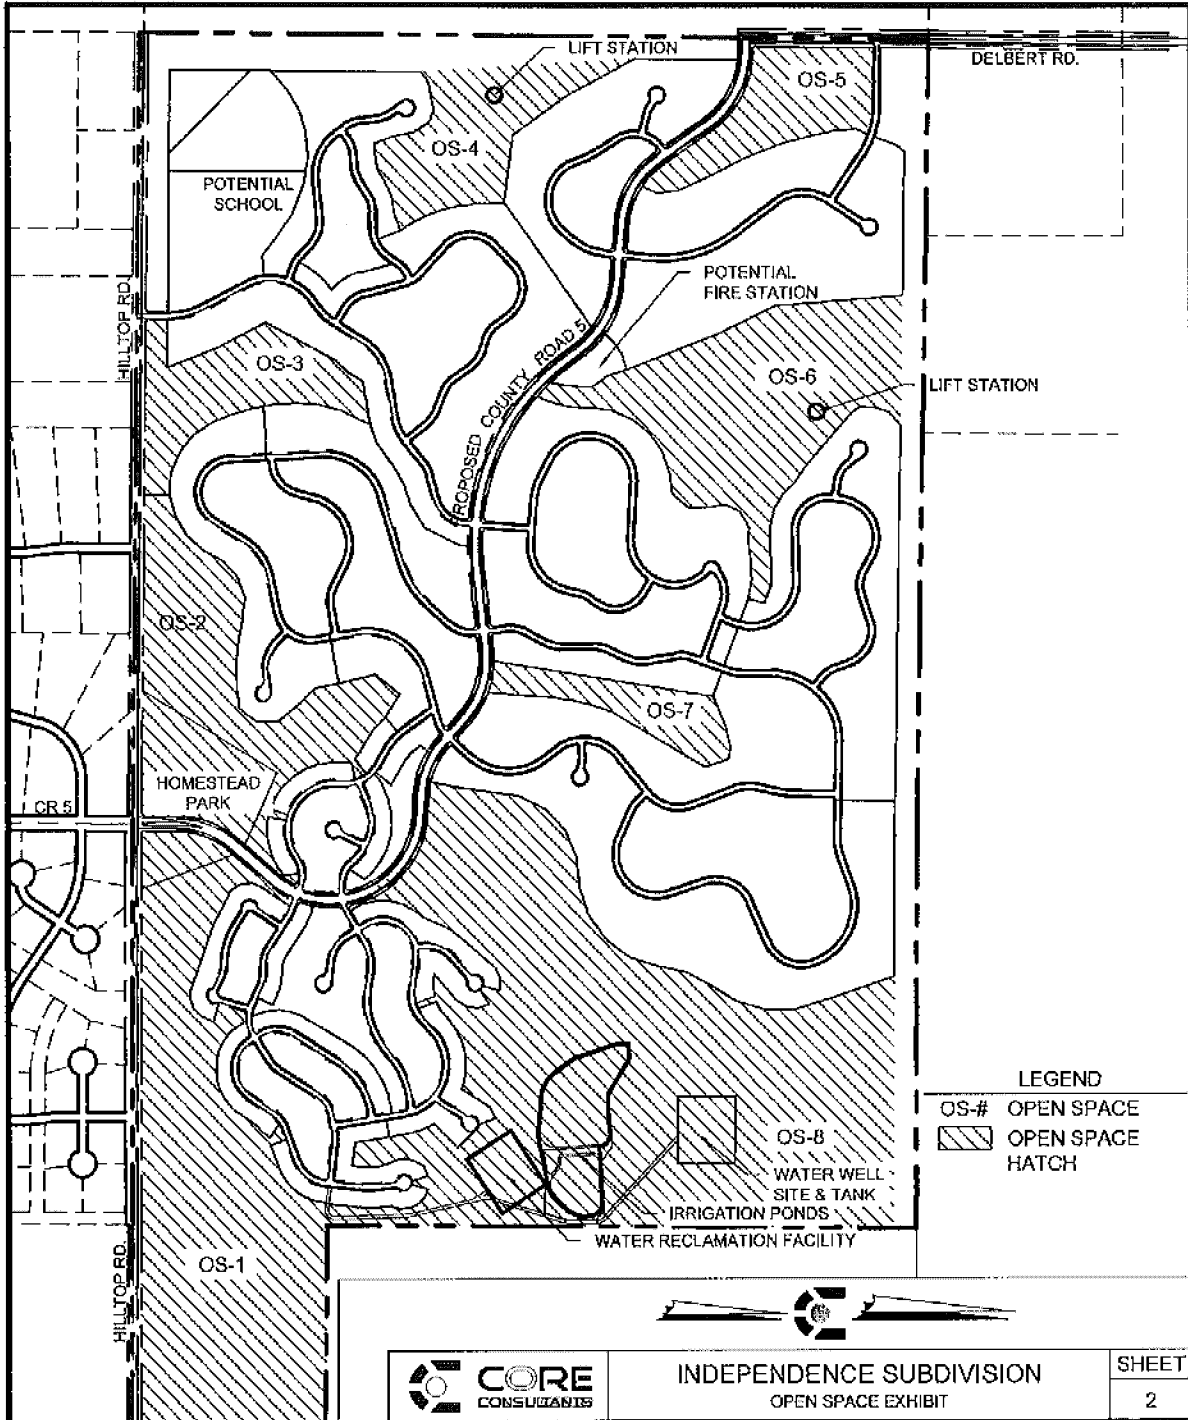 LIFT STATION
DELBERT RD.
OS-5
OS-4
POTENTIAL
SCHOOL
POTENTIAL
FIRE STATION
HILLTOP RD.
OS-3
ROPOSED COUNTY ROAD 5
OS-6
LIFT STATION
OS-2
OS-7
HOMESTEAD
PARK
CR 5
LEGEND
OS-# OPEN SPACE
OPEN SPACE
HATCH
OS-8
WATER WELL
SITE & TANK
IRRIGATION PONDS
WATER RECLAMATION FACILITY
OS-1
HILLTOP RD.
CORE
CONSULTANTS
INDEPENDENCE SUBDIVISION
OPEN SPACE EXHIBIT
SHEET
2